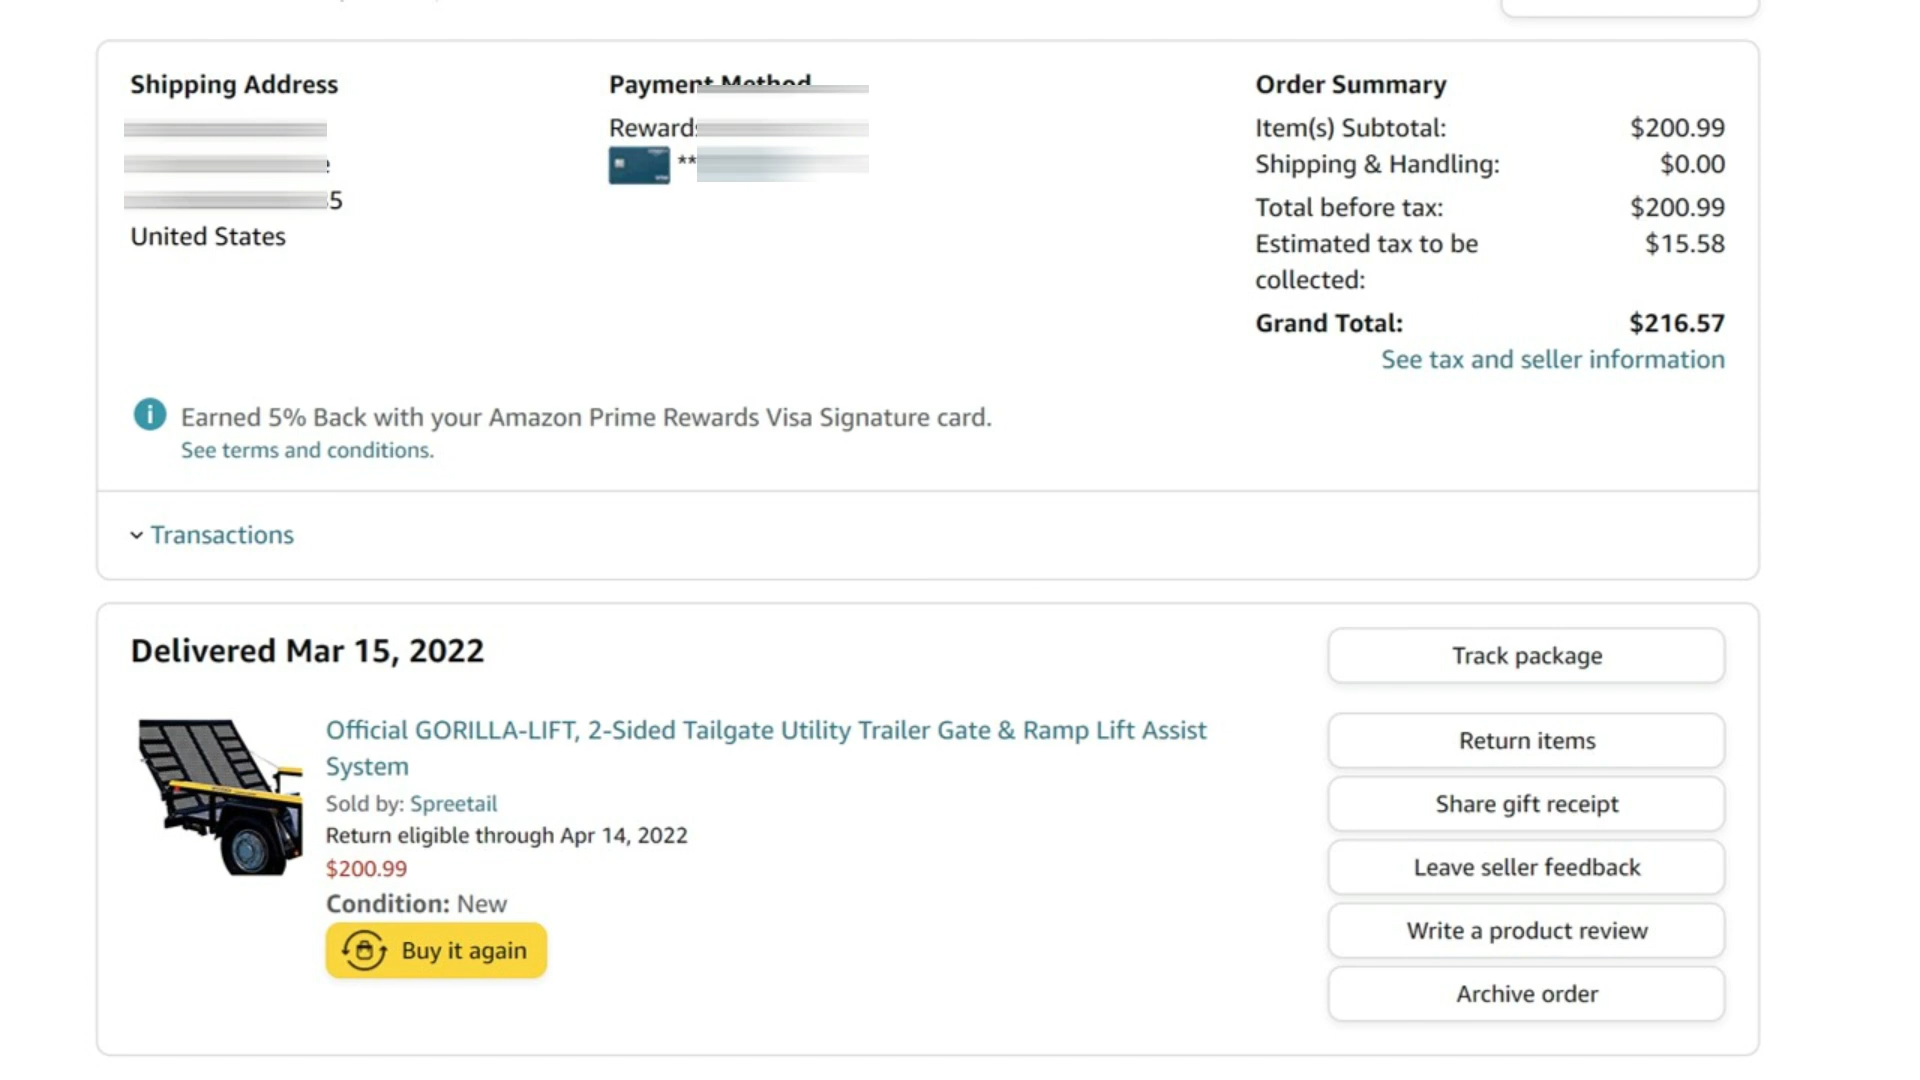 Shipping Address
5
United States
Payment Method
Reward
**
Order Summary
Item(s) Subtotal: $200.99
Shipping & Handling: $0.00
Total before tax: $200.99
Estimated tax to be $15.58
collected:
Grand Total: $216.57
See tax and seller information
Earned 5% Back with your Amazon Prime Rewards Visa Signature card.
See terms and conditions.
Transactions
Delivered Mar 15, 2022
Official GORILLA-LIFT, 2-Sided Tailgate Utility Trailer Gate & Ramp Lift Assist
System
Sold by: Spreetail
Return eligible through Apr 14, 2022
$200.99
Condition: New
Buy it again
Track package
Return items
Share gift receipt
Leave seller feedback
Write a product review
Archive order